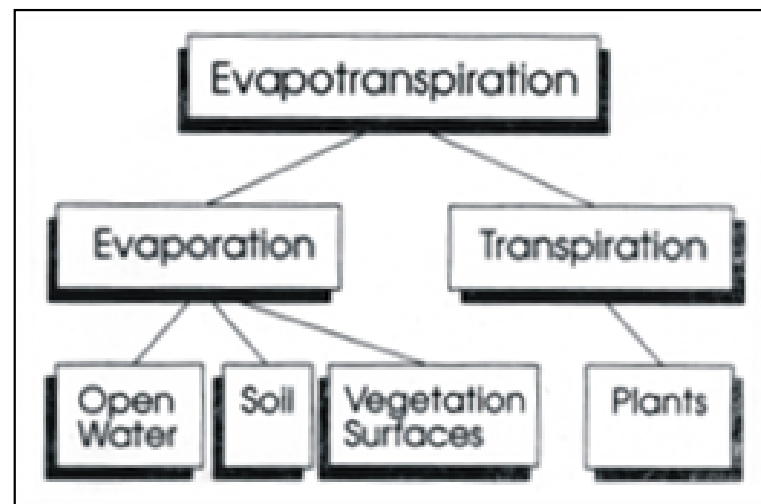 Evapotranspiration
Evaporation
Transpiration
Open
Water
Soil
Vegetation
Surfaces
Plants